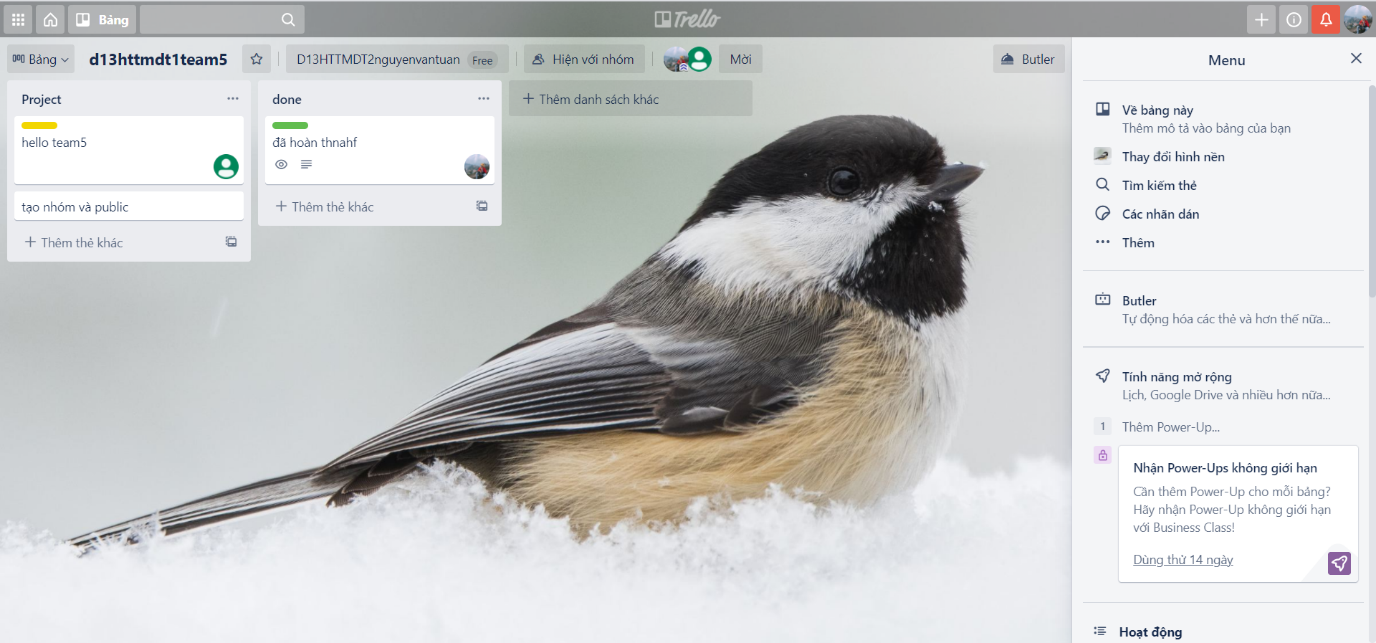 Bảng
Trello
Bảng
d13httmdt1team5
D13HTTMDT2nguyenvantuan Free
Hiện với nhóm
Mời
Butler
Project
hello team5
tạo nhóm và public
+ Thêm thẻ khác
done
đã hoàn thnahf
+ Thêm thẻ khác
+ Thêm danh sách khác
Menu
Về bảng này
Thêm mô tả vào bảng của bạn
Thay đổi hình nền
Tìm kiếm thẻ
Các nhãn dán
Thêm
Butler
Tự động hóa các thẻ và hơn thế nữa...
Tính năng mở rộng
Lịch, Google Drive và nhiều hơn nữa...
1 Thêm Power-Up...
Nhận Power-Ups không giới hạn
Cần thêm Power-Up cho mỗi bảng?
Hãy nhận Power-Up không giới hạn
với Business Class!
Dùng thử 14 ngày
Hoạt động